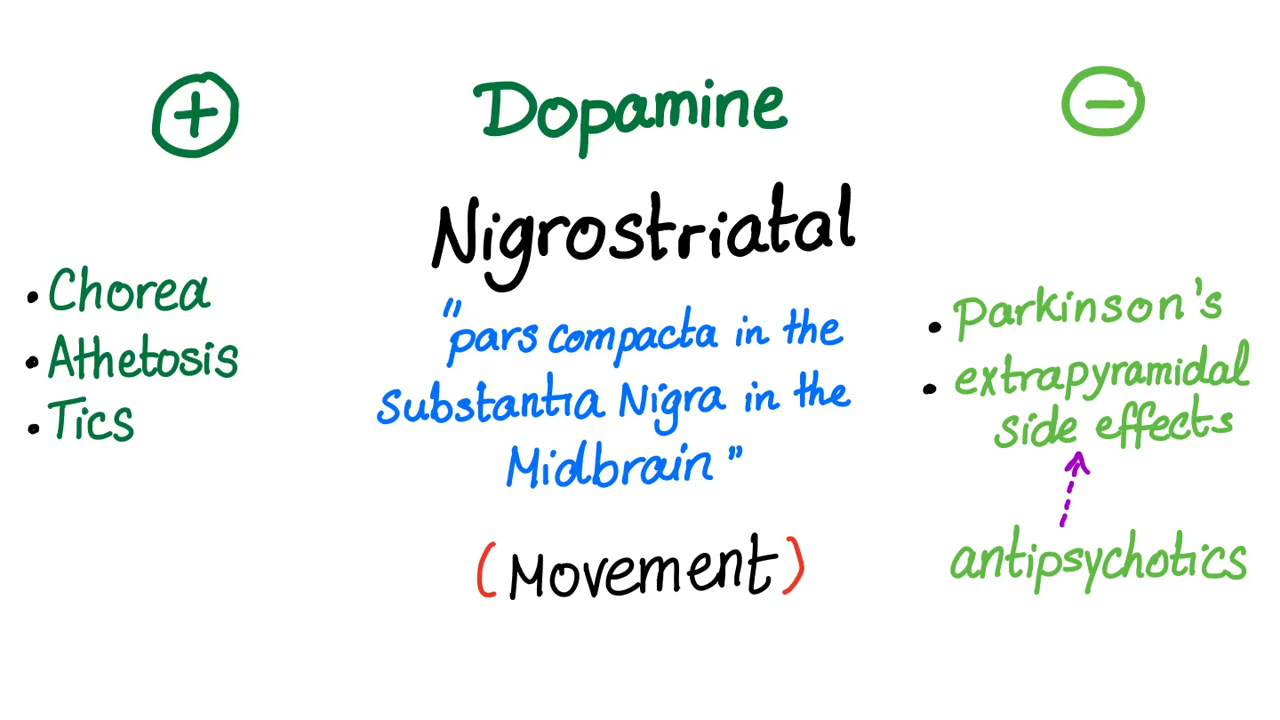 + Dopamine −
Nigrostriatal
• Chorea
• Athetosis
• Tics
"pars compacta in the
substantia Nigra in the
Midbrain"
(Movement)
• Parkinson's
• extrapyramidal
side effects
antipsychotics